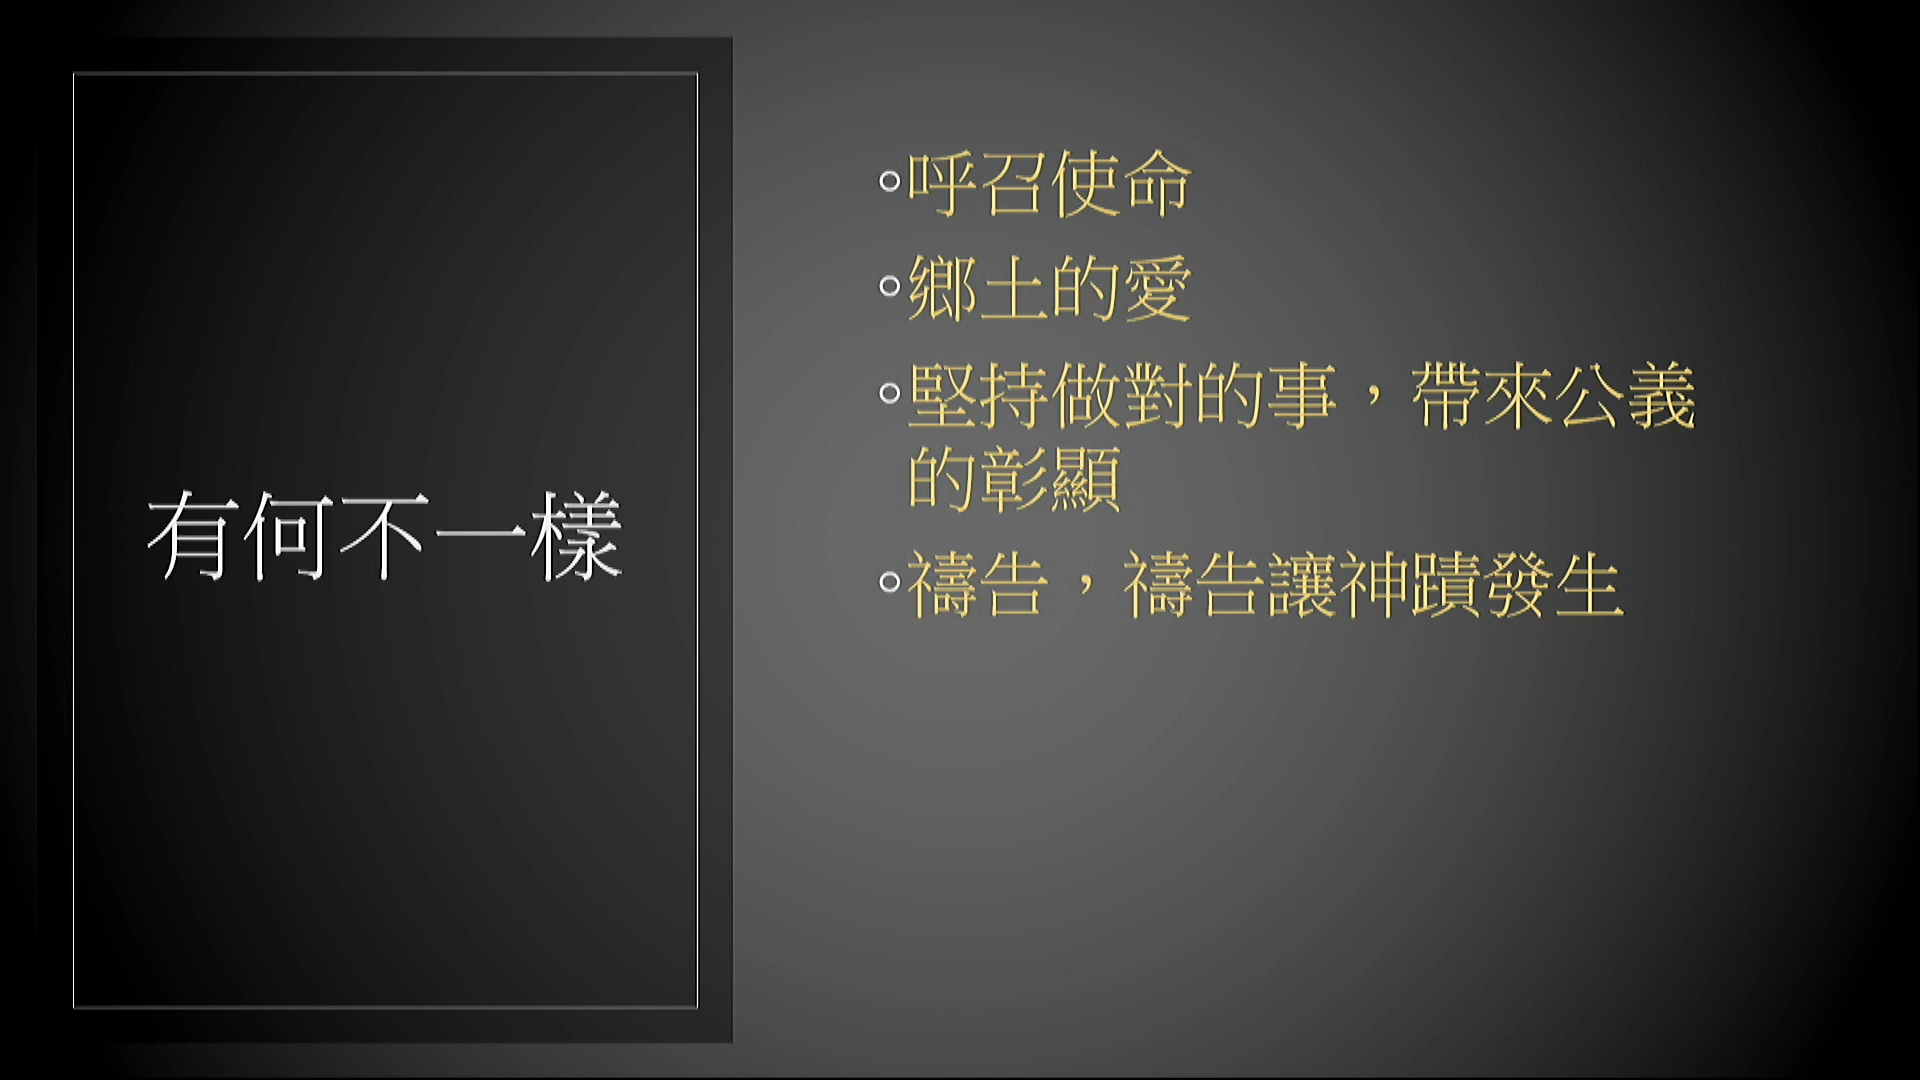 有何不一樣
呼召使命
鄉土的愛
堅持做對的事，帶來公義
的彰顯
禱告，禱告讓神蹟發生